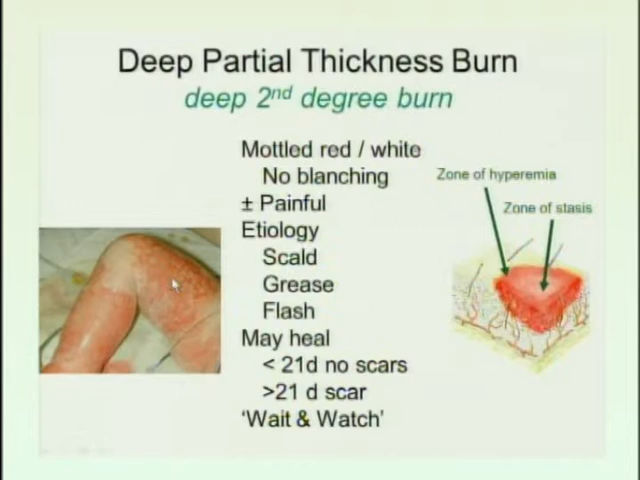 Deep Partial Thickness Burn
deep 2nd degree burn
Mottled red / white
No blanching
± Painful
Etiology
Scald
Grease
Flash
May heal
< 21d no scars
>21 d scar
‘Wait & Watch’
Zone of hyperemia
Zone of stasis